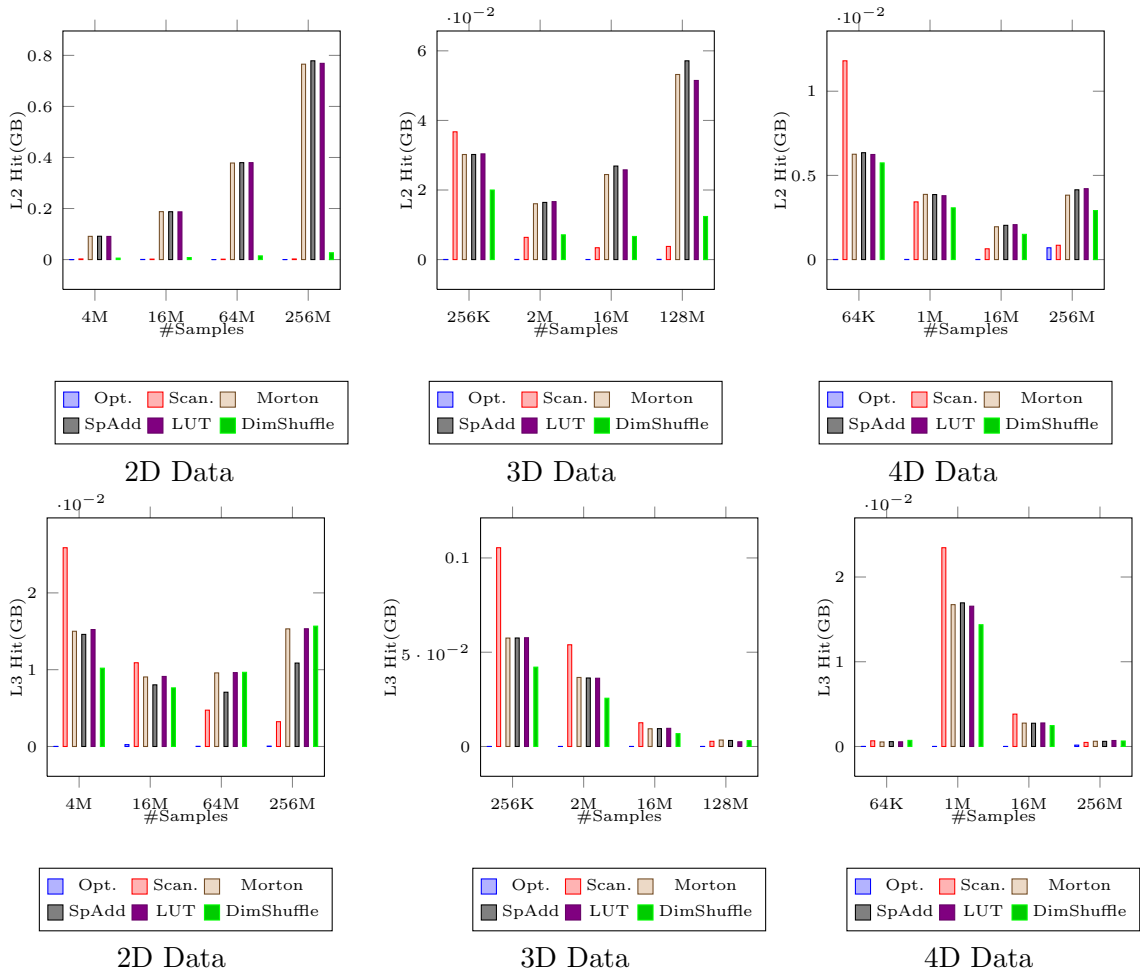 ·10⁻²
·10⁻²
0.8
0.6
0.4
0.2
0
L2 Hit(GB)
4M 16M 64M 256M
#Samples
Opt. Scan. Morton
SpAdd LUT DimShuffle
2D Data
6
4
2
0
L2 Hit(GB)
256K 2M 16M 128M
#Samples
Opt. Scan. Morton
SpAdd LUT DimShuffle
3D Data
1
0.5
0
L2 Hit(GB)
64K 1M 16M 256M
#Samples
Opt. Scan. Morton
SpAdd LUT DimShuffle
4D Data
·10⁻²
2
1
0
L3 Hit(GB)
4M 16M 64M 256M
#Samples
Opt. Scan. Morton
SpAdd LUT DimShuffle
2D Data
0.1
5 · 10⁻²
0
L3 Hit(GB)
256K 2M 16M 128M
#Samples
Opt. Scan. Morton
SpAdd LUT DimShuffle
3D Data
·10⁻²
2
1
0
L3 Hit(GB)
64K 1M 16M 256M
#Samples
Opt. Scan. Morton
SpAdd LUT DimShuffle
4D Data